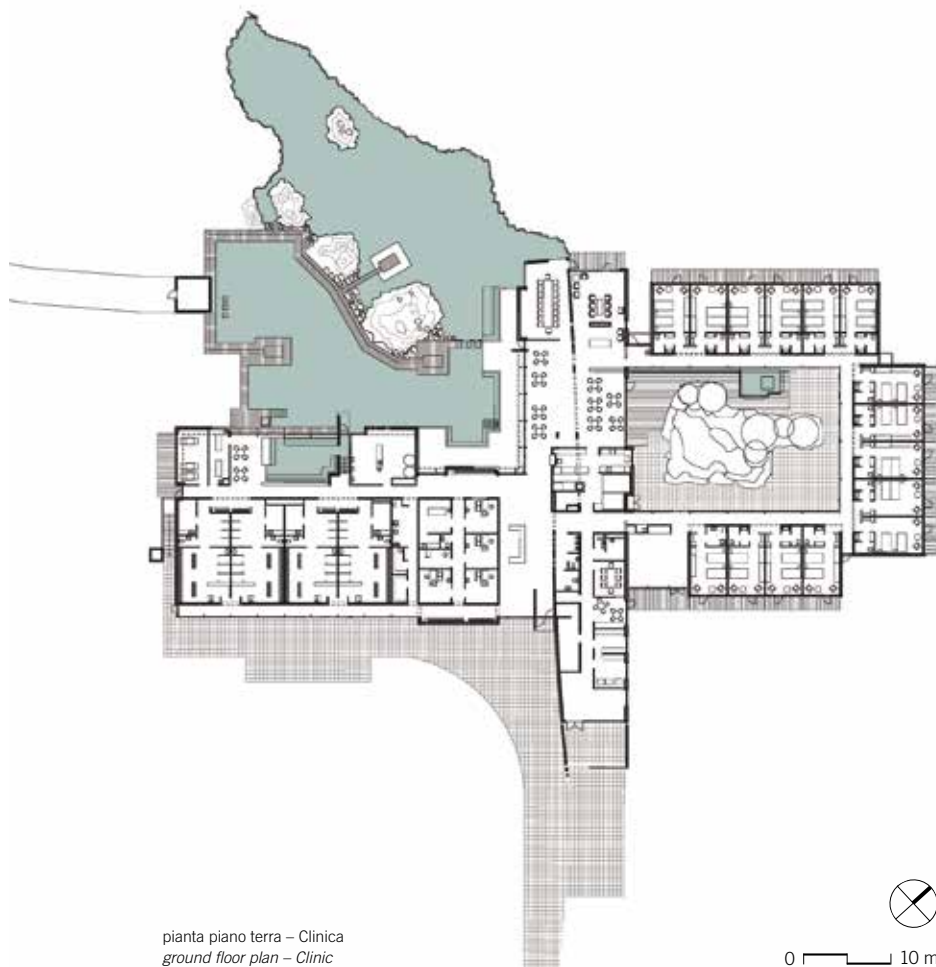 pianta piano terra – Clinica
ground floor plan – Clinic
0 10 m